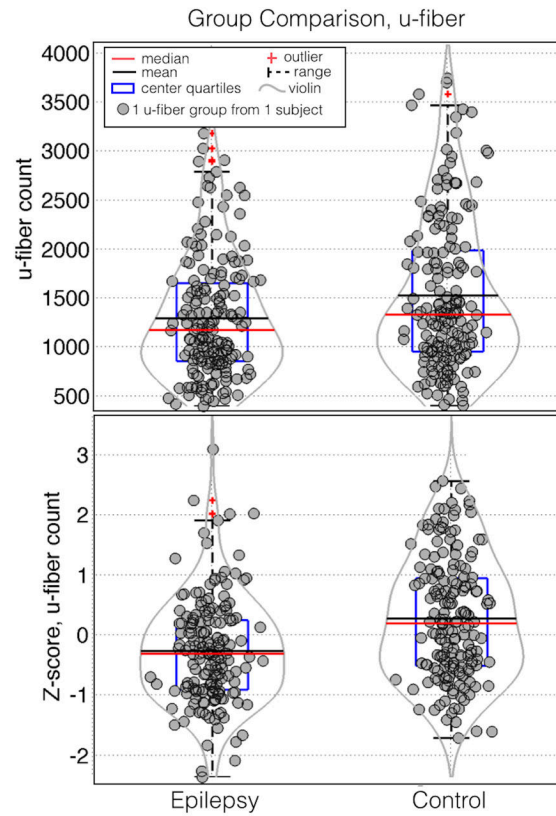 Group Comparison, u-fiber
median
mean
center quartiles
outlier
range
violin
1 u-fiber group from 1 subject
u-fiber count
4000
3500
3000
2500
2000
1500
1000
500
Z-score, u-fiber count
3
2
1
0
-1
-2
Epilepsy Control